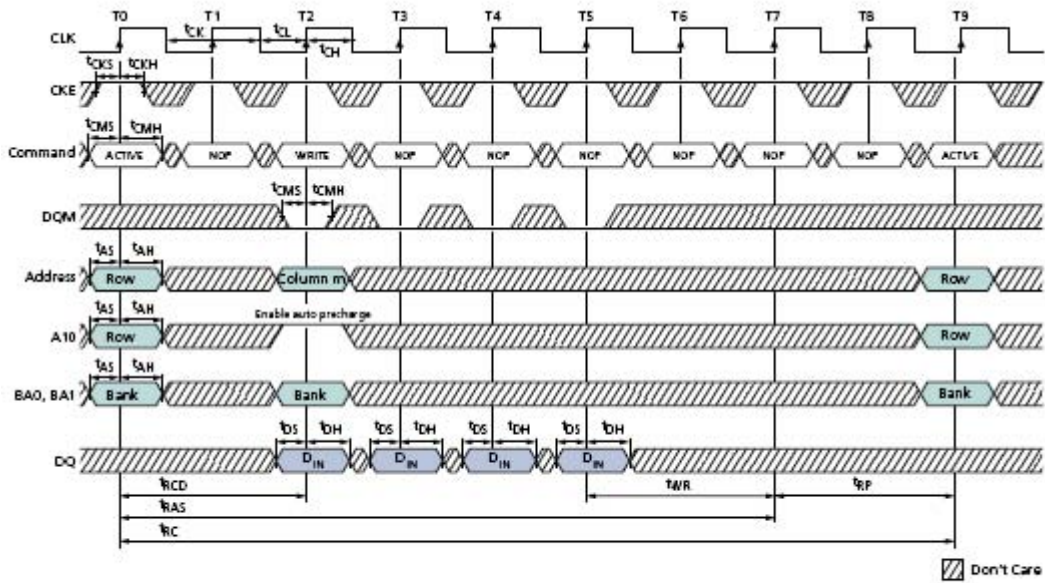 T0 T1 T2 T3 T4 T5 T6 T7 T8 T9
CLK tCK tCL tCH
tCKS tCKH
CKE
tCMS tCMH
Command ACTIVE NOP WRITE NOP NOP NOP NOP NOP NOP ACTIVE
tCMS tCMH
DQM
tAS tAH
Address Row Column m Row
tAS tAH Enable auto precharge
A10 Row Row
tAS tAH
BA0, BA1 Bank Bank Bank
tDS tDH tDS tDH tDS tDH tDS tDH
DQ DIN DIN DIN DIN
tRCD tWR tRP
tRAS
tRC
Don't Care